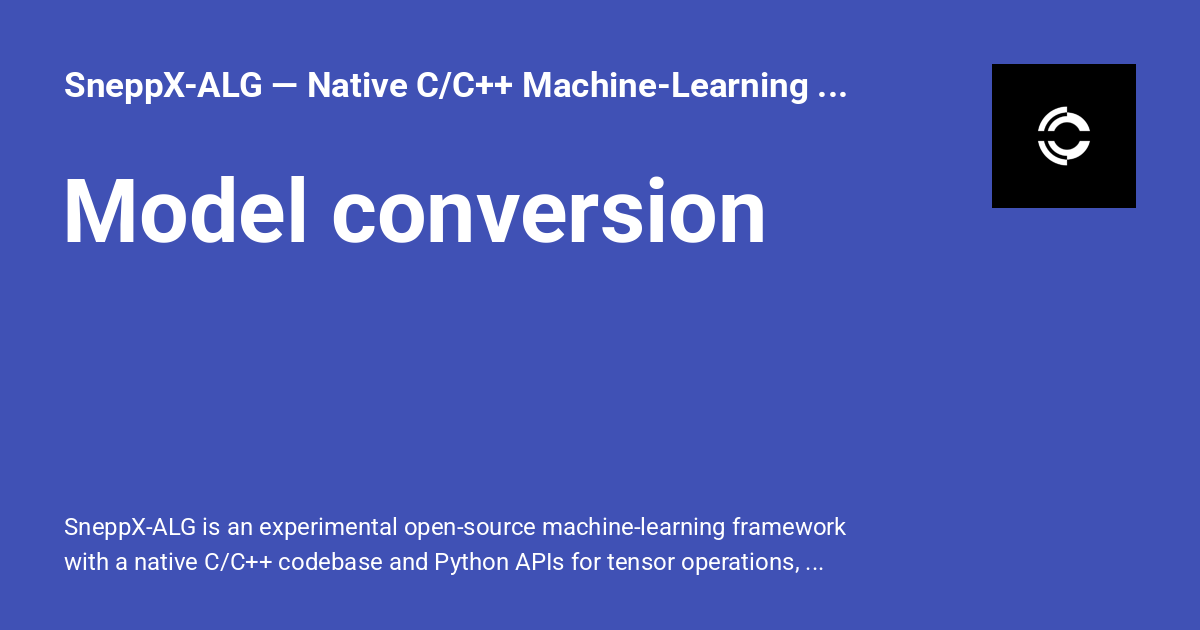 SneppX-ALG — Native C/C++ Machine-Learning ...
Model conversion
SneppX-ALG is an experimental open-source machine-learning framework
with a native C/C++ codebase and Python APIs for tensor operations, ...